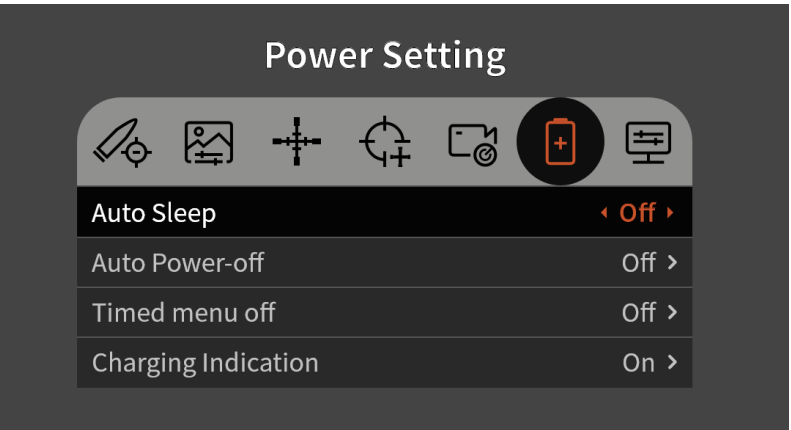 Power Setting
Auto Sleep Off
Auto Power-off Off
Timed menu off Off
Charging Indication On